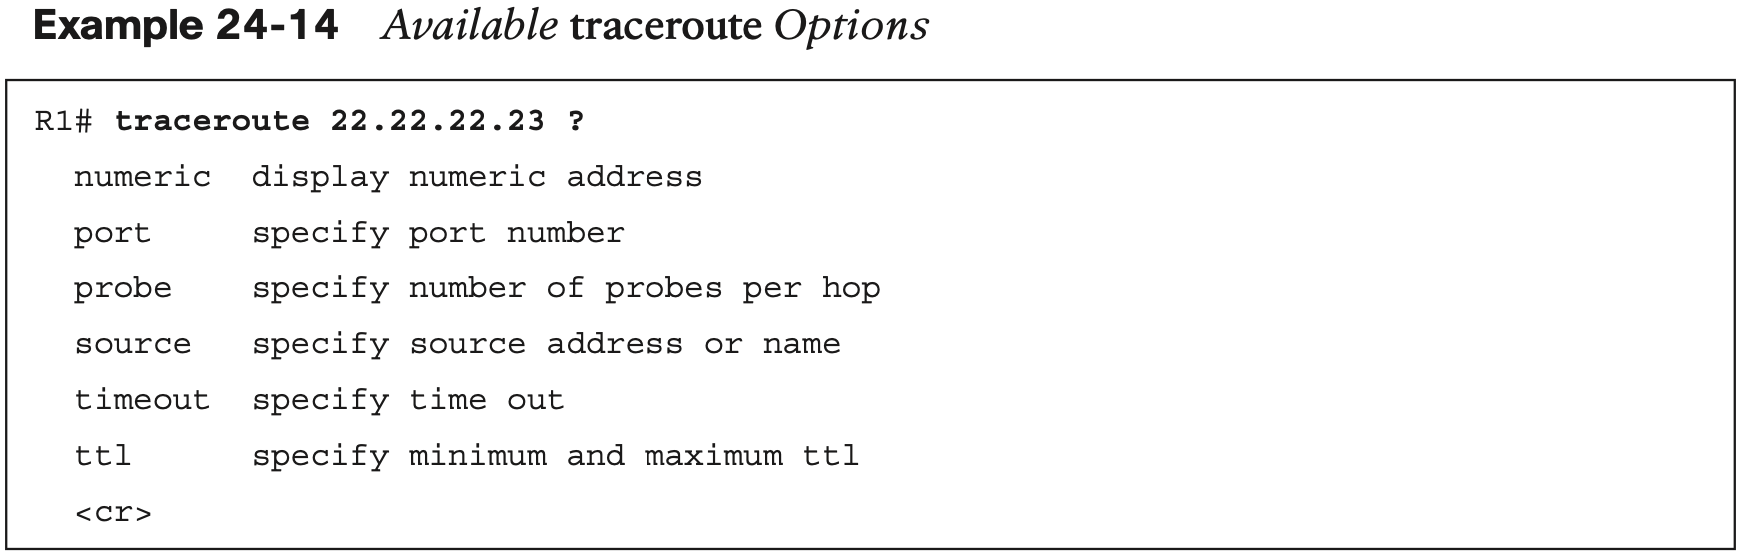 Example 24-14 Available traceroute Options
R1# traceroute 22.22.22.23 ?
numeric display numeric address
port specify port number
probe specify number of probes per hop
source specify source address or name
timeout specify time out
ttl specify minimum and maximum ttl
<cr>